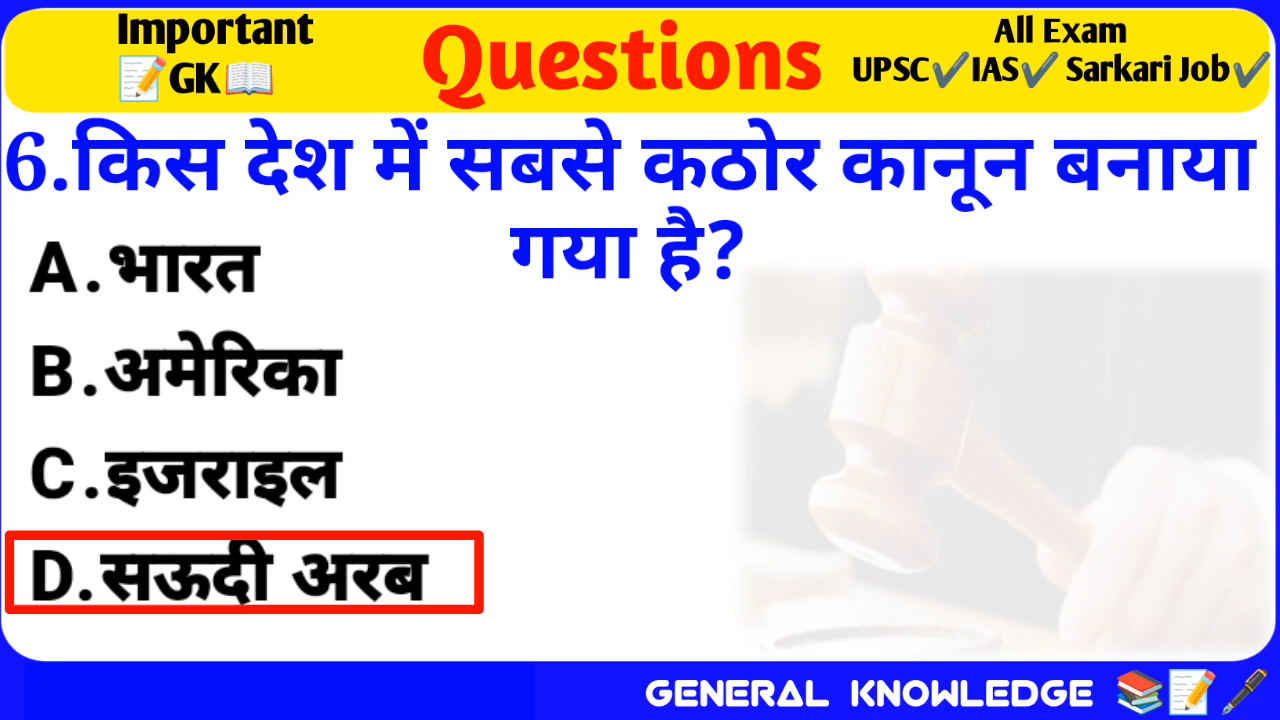 Important
📝GK📖
Questions
All Exam
UPSC✔️IAS✔️ Sarkari Job✔️
6.किस देश में सबसे कठोर कानून बनाया
गया है?
A.भारत
B.अमेरिका
C.इजराइल
D.सऊदी अरब
GENERAL KNOWLEDGE 📚📝🖋️